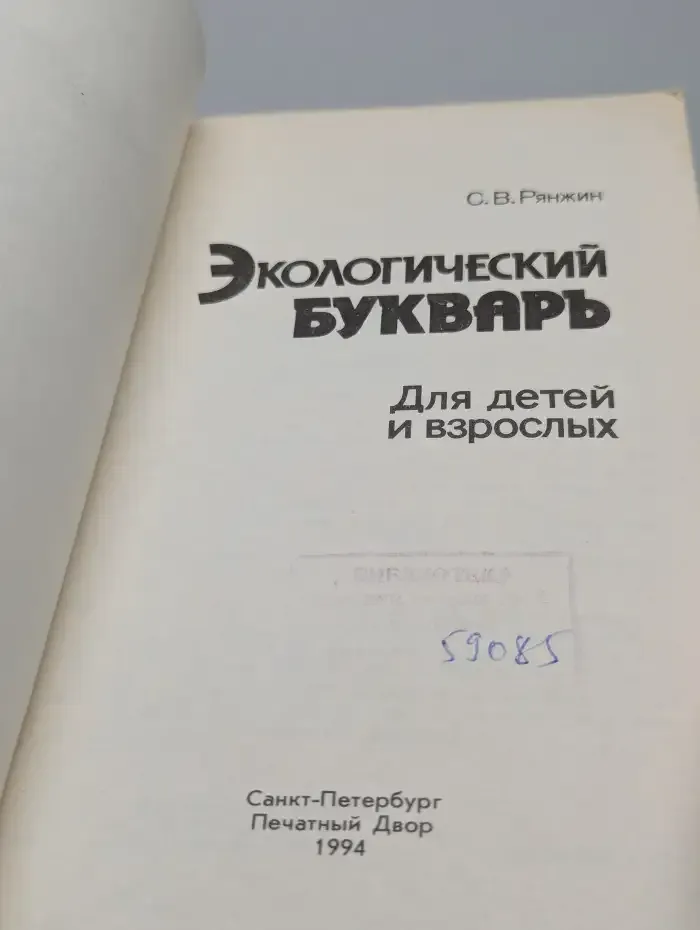 С. В. Рянжин
Экологический
БУКВАРЬ
Для детей
и взрослых
59085
Санкт-Петербург
Печатный Двор
1994